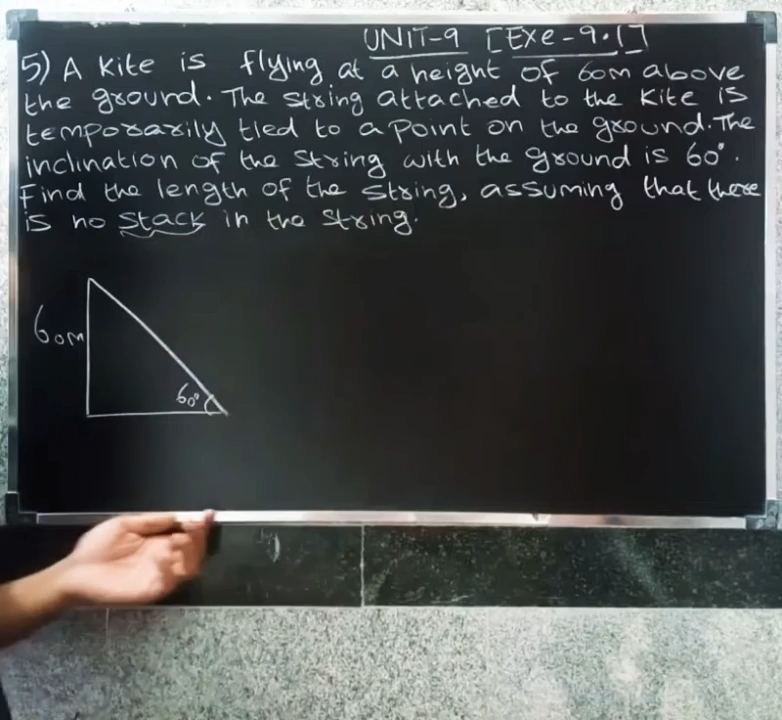 UNIT-9 [Exe-9.1]
5) A Kite is flying at a height of 60m above
the ground. The string attached to the Kite is
temporarily tied to a point on the ground. The
inclination of the string with the ground is 60°.
Find the length of the string, assuming that there
is no stack in the string.
60m
60°